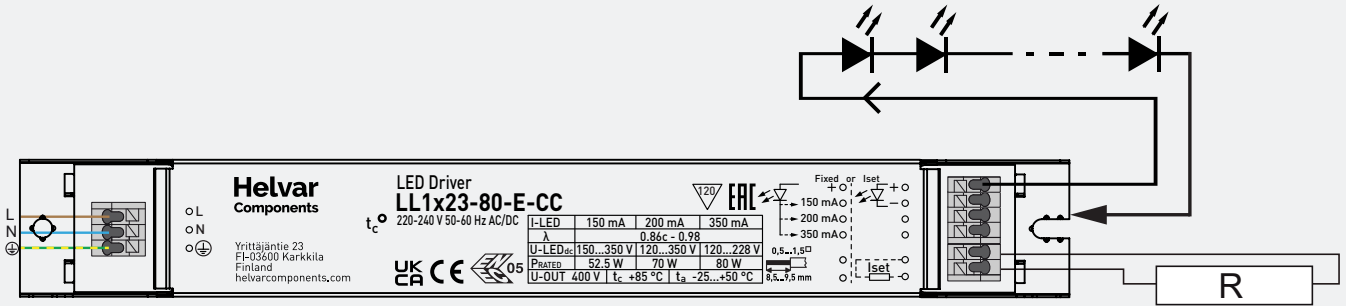 L
N
L
N
Helvar
Components
Yrittäjäntie 23
FI-03600 Karkkila
Finland
helvarcomponents.com
LED Driver
LL1x23-80-E-CC
220-240 V 50-60 Hz AC/DC
tc
UK
CA
CE
05
120
EAC
I-LED 150 mA 200 mA 350 mA
λ 0.86c - 0.98
U-LEDdc 150...350 V 120...350 V 120...228 V
PRATED 52.5 W 70 W 80 W
U-OUT 400 V tc +85 °C ta -25...+50 °C
0,5...1,5
8,5...9,5 mm
Fixed or Iset
+ +
150 mA -
200 mA
350 mA
Iset
R